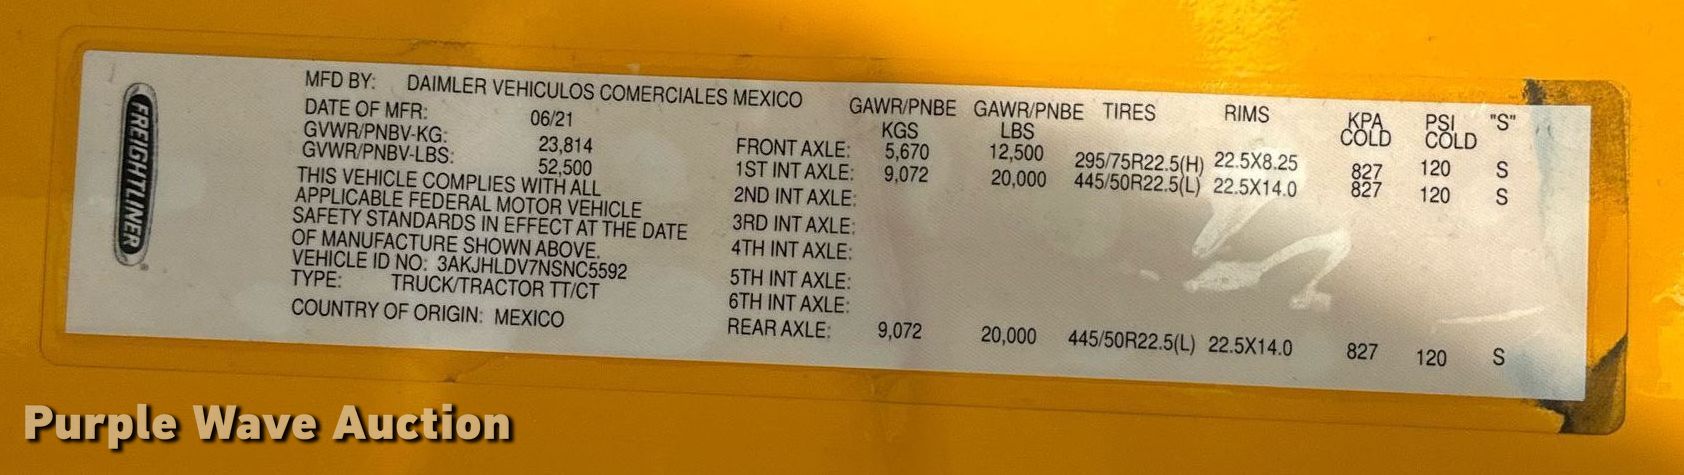 FREIGHTLINER
MFD BY: DAIMLER VEHICULOS COMERCIALES MEXICO
DATE OF MFR: 06/21
GVWR/PNBV-KG: 23,814
GVWR/PNBV-LBS: 52,500
THIS VEHICLE COMPLIES WITH ALL
APPLICABLE FEDERAL MOTOR VEHICLE
SAFETY STANDARDS IN EFFECT AT THE DATE
OF MANUFACTURE SHOWN ABOVE.
VEHICLE ID NO: 3AKJHLDV7NSNC5592
TYPE: TRUCK/TRACTOR TT/CT
COUNTRY OF ORIGIN: MEXICO
GAWR/PNBE GAWR/PNBE TIRES RIMS KPA PSI "S"
KGS LBS COLD COLD
FRONT AXLE: 5,670 12,500 295/75R22.5(H) 22.5X8.25 827 120 S
1ST INT AXLE: 9,072 20,000 445/50R22.5(L) 22.5X14.0 827 120 S
2ND INT AXLE:
3RD INT AXLE:
4TH INT AXLE:
5TH INT AXLE:
6TH INT AXLE:
REAR AXLE: 9,072 20,000 445/50R22.5(L) 22.5X14.0 827 120 S
Purple Wave Auction